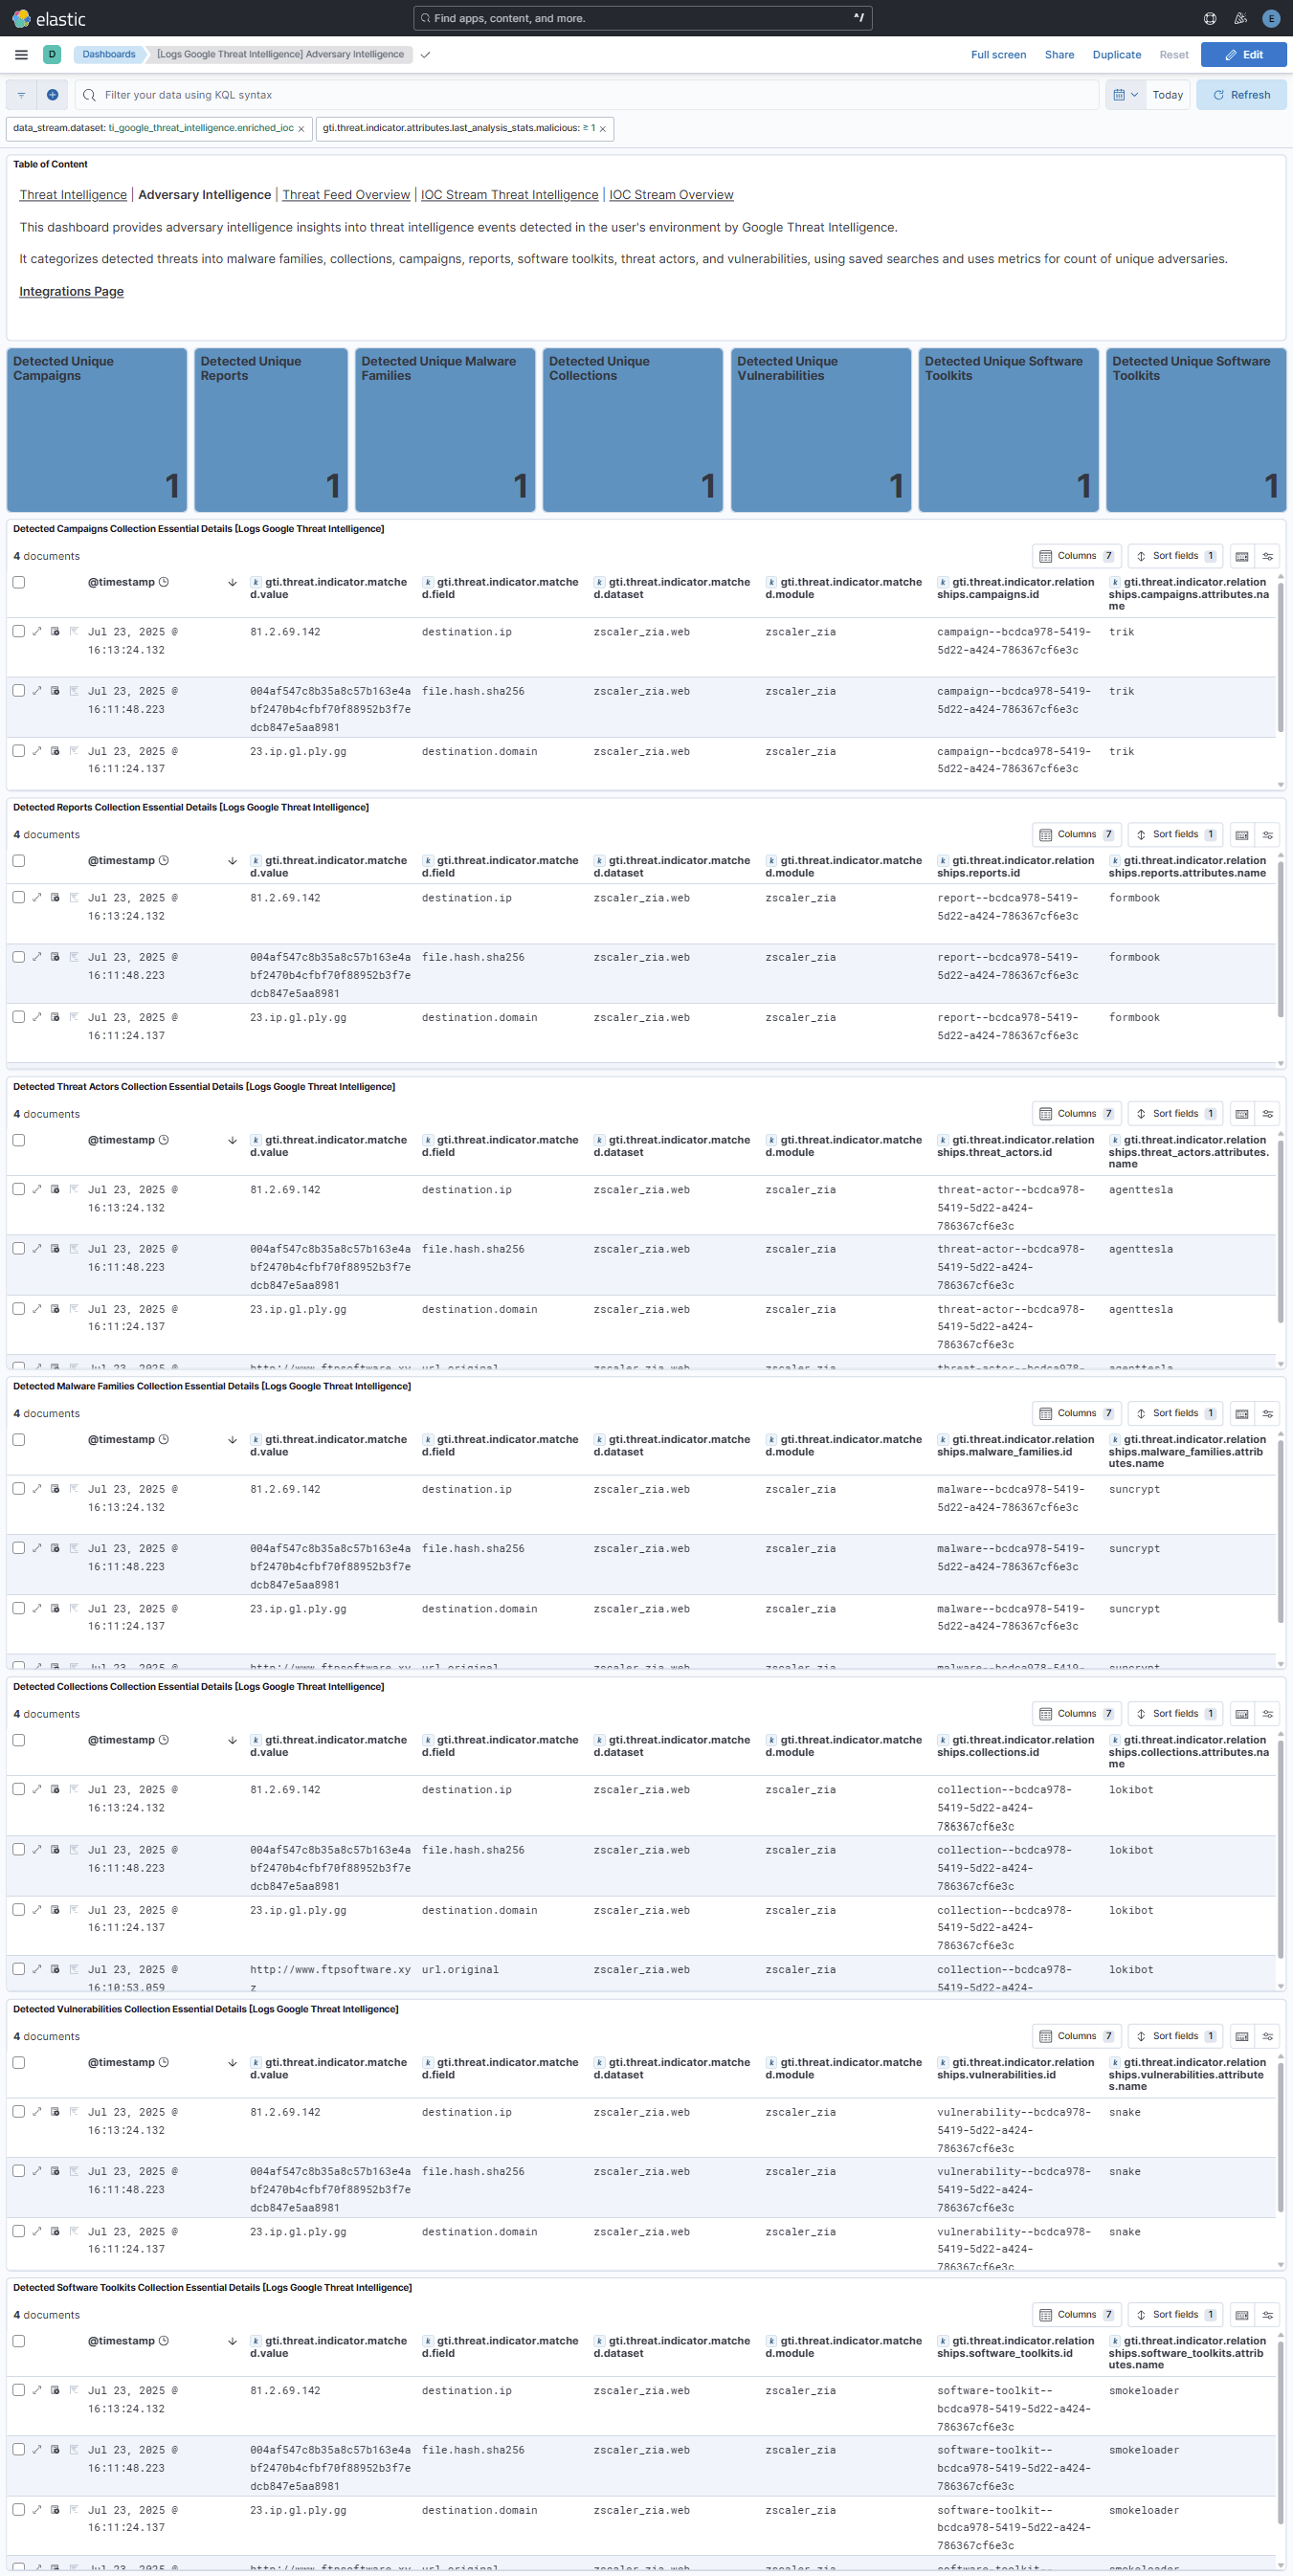 elastic
Find apps, content, and more.
^/
E
D
Dashboards
[Logs Google Threat Intelligence] Adversary Intelligence
Full screen
Share
Duplicate
Reset
Edit
Filter your data using KQL syntax
Today
Refresh
data_stream.dataset: ti_google_threat_intelligence.enriched_ioc ×
gti.threat.indicator.attributes.last_analysis_stats.malicious: ≥ 1 ×
Table of Content
Threat Intelligence | Adversary Intelligence | Threat Feed Overview | IOC Stream Threat Intelligence | IOC Stream Overview
This dashboard provides adversary intelligence insights into threat intelligence events detected in the user's environment by Google Threat Intelligence.
It categorizes detected threats into malware families, collections, campaigns, reports, software toolkits, threat actors, and vulnerabilities, using saved searches and uses metrics for count of unique adversaries.
Integrations Page
Detected Unique Campaigns
1
Detected Unique Reports
1
Detected Unique Malware Families
1
Detected Unique Collections
1
Detected Unique Vulnerabilities
1
Detected Unique Software Toolkits
1
Detected Unique Software Toolkits
1
Detected Campaigns Collection Essential Details [Logs Google Threat Intelligence]
4 documents
Columns 7
Sort fields 1
@timestamp
k gti.threat.indicator.matched.value
k gti.threat.indicator.matched.field
k gti.threat.indicator.matched.dataset
k gti.threat.indicator.matched.module
k gti.threat.indicator.relationships.campaigns.id
k gti.threat.indicator.relationships.campaigns.attributes.name
Jul 23, 2025 @ 16:13:24.132 81.2.69.142 destination.ip zscaler_zia.web zscaler_zia campaign--bcdca978-5419-5d22-a424-786367cf6e3c trik
Jul 23, 2025 @ 16:11:48.223 004af547c8b35a8c57b163e4abf2470b4cfbf70f88952b3f7edcb847e5aa8981 file.hash.sha256 zscaler_zia.web zscaler_zia campaign--bcdca978-5419-5d22-a424-786367cf6e3c trik
Jul 23, 2025 @ 16:11:24.137 23.ip.gl.ply.gg destination.domain zscaler_zia.web zscaler_zia campaign--bcdca978-5419-5d22-a424-786367cf6e3c trik
Detected Reports Collection Essential Details [Logs Google Threat Intelligence]
4 documents
Columns 7
Sort fields 1
@timestamp
k gti.threat.indicator.matched.value
k gti.threat.indicator.matched.field
k gti.threat.indicator.matched.dataset
k gti.threat.indicator.matched.module
k gti.threat.indicator.relationships.reports.id
k gti.threat.indicator.relationships.reports.attributes.name
Jul 23, 2025 @ 16:13:24.132 81.2.69.142 destination.ip zscaler_zia.web zscaler_zia report--bcdca978-5419-5d22-a424-786367cf6e3c formbook
Jul 23, 2025 @ 16:11:48.223 004af547c8b35a8c57b163e4abf2470b4cfbf70f88952b3f7edcb847e5aa8981 file.hash.sha256 zscaler_zia.web zscaler_zia report--bcdca978-5419-5d22-a424-786367cf6e3c formbook
Jul 23, 2025 @ 16:11:24.137 23.ip.gl.ply.gg destination.domain zscaler_zia.web zscaler_zia report--bcdca978-5419-5d22-a424-786367cf6e3c formbook
Detected Threat Actors Collection Essential Details [Logs Google Threat Intelligence]
4 documents
Columns 7
Sort fields 1
@timestamp
k gti.threat.indicator.matched.value
k gti.threat.indicator.matched.field
k gti.threat.indicator.matched.dataset
k gti.threat.indicator.matched.module
k gti.threat.indicator.relationships.threat_actors.id
k gti.threat.indicator.relationships.threat_actors.attributes.name
Jul 23, 2025 @ 16:13:24.132 81.2.69.142 destination.ip zscaler_zia.web zscaler_zia threat-actor--bcdca978-5419-5d22-a424-786367cf6e3c agenttesla
Jul 23, 2025 @ 16:11:48.223 004af547c8b35a8c57b163e4abf2470b4cfbf70f88952b3f7edcb847e5aa8981 file.hash.sha256 zscaler_zia.web zscaler_zia threat-actor--bcdca978-5419-5d22-a424-786367cf6e3c agenttesla
Jul 23, 2025 @ 16:11:24.137 23.ip.gl.ply.gg destination.domain zscaler_zia.web zscaler_zia threat-actor--bcdca978-5419-5d22-a424-786367cf6e3c agenttesla
Detected Malware Families Collection Essential Details [Logs Google Threat Intelligence]
4 documents
Columns 7
Sort fields 1
@timestamp
k gti.threat.indicator.matched.value
k gti.threat.indicator.matched.field
k gti.threat.indicator.matched.dataset
k gti.threat.indicator.matched.module
k gti.threat.indicator.relationships.malware_families.id
k gti.threat.indicator.relationships.malware_families.attributes.name
Jul 23, 2025 @ 16:13:24.132 81.2.69.142 destination.ip zscaler_zia.web zscaler_zia malware--bcdca978-5419-5d22-a424-786367cf6e3c suncrypt
Jul 23, 2025 @ 16:11:48.223 004af547c8b35a8c57b163e4abf2470b4cfbf70f88952b3f7edcb847e5aa8981 file.hash.sha256 zscaler_zia.web zscaler_zia malware--bcdca978-5419-5d22-a424-786367cf6e3c suncrypt
Jul 23, 2025 @ 16:11:24.137 23.ip.gl.ply.gg destination.domain zscaler_zia.web zscaler_zia malware--bcdca978-5419-5d22-a424-786367cf6e3c suncrypt
Detected Collections Collection Essential Details [Logs Google Threat Intelligence]
4 documents
Columns 7
Sort fields 1
@timestamp
k gti.threat.indicator.matched.value
k gti.threat.indicator.matched.field
k gti.threat.indicator.matched.dataset
k gti.threat.indicator.matched.module
k gti.threat.indicator.relationships.collections.id
k gti.threat.indicator.relationships.collections.attributes.name
Jul 23, 2025 @ 16:13:24.132 81.2.69.142 destination.ip zscaler_zia.web zscaler_zia collection--bcdca978-5419-5d22-a424-786367cf6e3c lokibot
Jul 23, 2025 @ 16:11:48.223 004af547c8b35a8c57b163e4abf2470b4cfbf70f88952b3f7edcb847e5aa8981 file.hash.sha256 zscaler_zia.web zscaler_zia collection--bcdca978-5419-5d22-a424-786367cf6e3c lokibot
Jul 23, 2025 @ 16:11:24.137 23.ip.gl.ply.gg destination.domain zscaler_zia.web zscaler_zia collection--bcdca978-5419-5d22-a424-786367cf6e3c lokibot
Jul 23, 2025 @ 16:10:53.059 http://www.ftpsoftware.xyz url.original zscaler_zia.web zscaler_zia collection--bcdca978-5419-5d22-a424- lokibot
Detected Vulnerabilities Collection Essential Details [Logs Google Threat Intelligence]
4 documents
Columns 7
Sort fields 1
@timestamp
k gti.threat.indicator.matched.value
k gti.threat.indicator.matched.field
k gti.threat.indicator.matched.dataset
k gti.threat.indicator.matched.module
k gti.threat.indicator.relationships.vulnerabilities.id
k gti.threat.indicator.relationships.vulnerabilities.attributes.name
Jul 23, 2025 @ 16:13:24.132 81.2.69.142 destination.ip zscaler_zia.web zscaler_zia vulnerability--bcdca978-5419-5d22-a424-786367cf6e3c snake
Jul 23, 2025 @ 16:11:48.223 004af547c8b35a8c57b163e4abf2470b4cfbf70f88952b3f7edcb847e5aa8981 file.hash.sha256 zscaler_zia.web zscaler_zia vulnerability--bcdca978-5419-5d22-a424-786367cf6e3c snake
Jul 23, 2025 @ 16:11:24.137 23.ip.gl.ply.gg destination.domain zscaler_zia.web zscaler_zia vulnerability--bcdca978-5419-5d22-a424-786367cf6e3c snake
Detected Software Toolkits Collection Essential Details [Logs Google Threat Intelligence]
4 documents
Columns 7
Sort fields 1
@timestamp
k gti.threat.indicator.matched.value
k gti.threat.indicator.matched.field
k gti.threat.indicator.matched.dataset
k gti.threat.indicator.matched.module
k gti.threat.indicator.relationships.software_toolkits.id
k gti.threat.indicator.relationships.software_toolkits.attributes.name
Jul 23, 2025 @ 16:13:24.132 81.2.69.142 destination.ip zscaler_zia.web zscaler_zia software-toolkit--bcdca978-5419-5d22-a424-786367cf6e3c smokeloader
Jul 23, 2025 @ 16:11:48.223 004af547c8b35a8c57b163e4abf2470b4cfbf70f88952b3f7edcb847e5aa8981 file.hash.sha256 zscaler_zia.web zscaler_zia software-toolkit--bcdca978-5419-5d22-a424-786367cf6e3c smokeloader
Jul 23, 2025 @ 16:11:24.137 23.ip.gl.ply.gg destination.domain zscaler_zia.web zscaler_zia software-toolkit--bcdca978-5419-5d22-a424-786367cf6e3c smokeloader